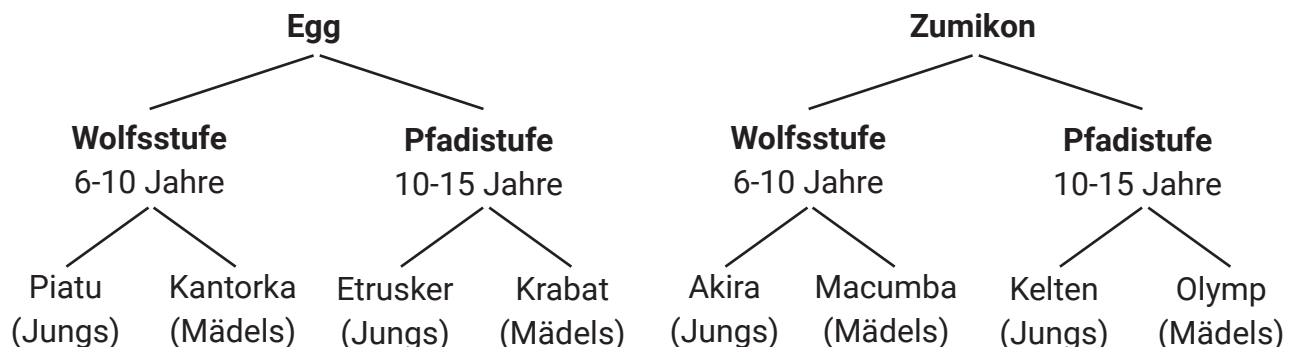 Egg
Zumikon
Wolfsstufe
6-10 Jahre
Pfadistufe
10-15 Jahre
Wolfsstufe
6-10 Jahre
Pfadistufe
10-15 Jahre
Piatu
(Jungs)
Kantorka
(Mädels)
Etrusker
(Jungs)
Krabat
(Mädels)
Akira
(Jungs)
Macumba
(Mädels)
Kelten
(Jungs)
Olymp
(Mädels)